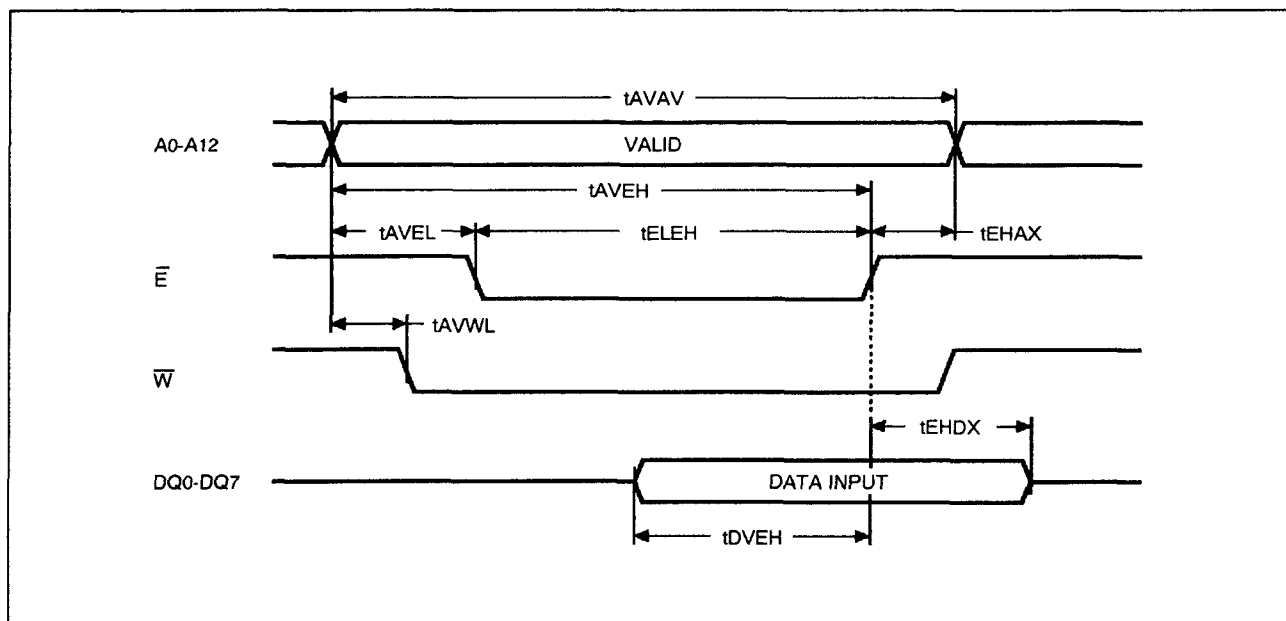 tAVAV
A0-A12
VALID
tAVEH
tAVEL
tELEH
tEHAX
E̅
tAVWL
W̅
tEHDX
DQ0-DQ7
DATA INPUT
tDVEH